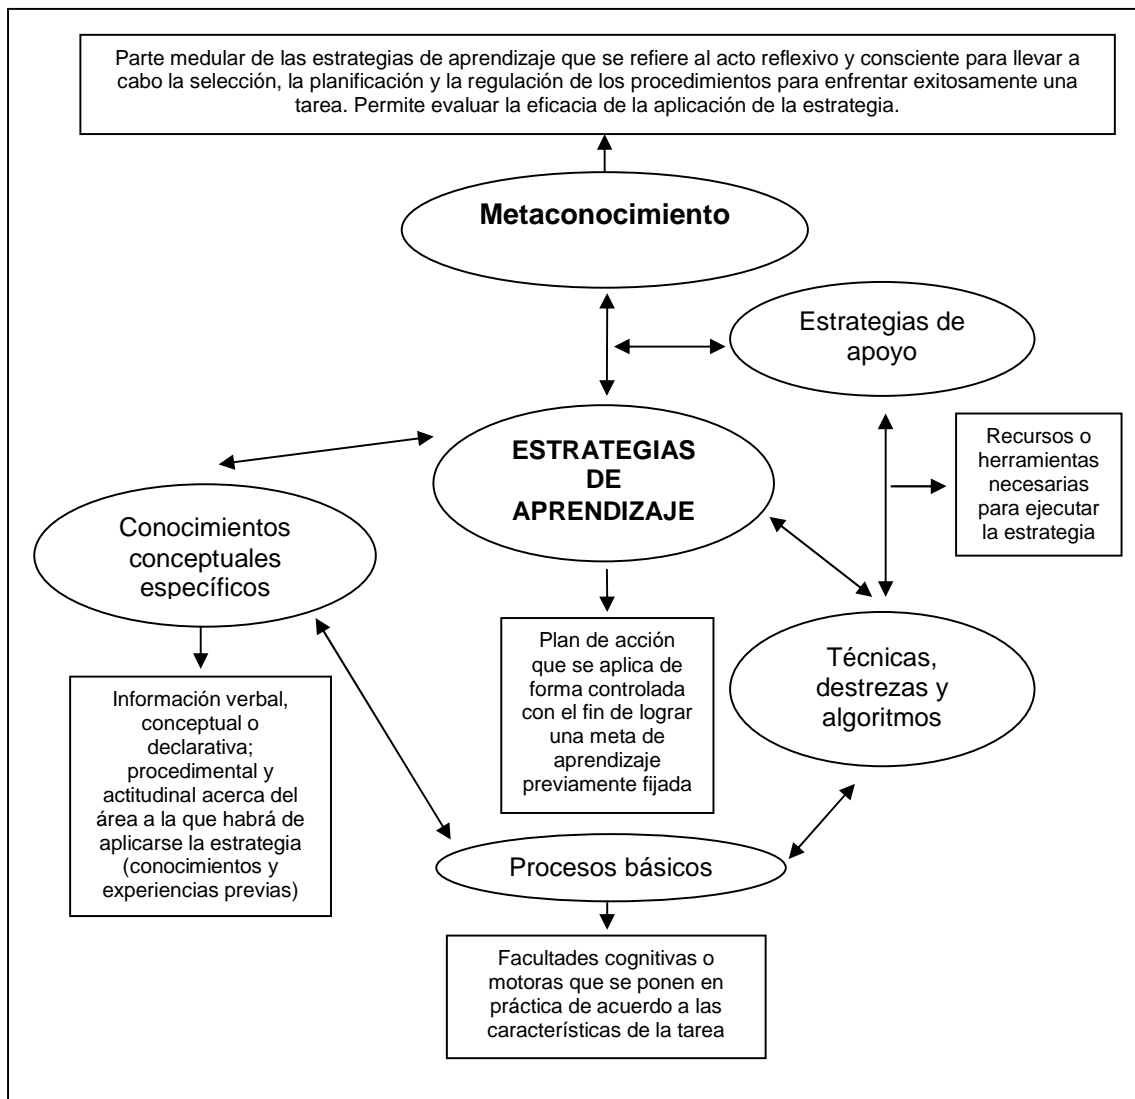 Parte medular de las estrategias de aprendizaje que se refiere al acto reflexivo y consciente para llevar a
cabo la selección, la planificación y la regulación de los procedimientos para enfrentar exitosamente una
tarea. Permite evaluar la eficacia de la aplicación de la estrategia.
Metaconocimiento
Estrategias de
apoyo
ESTRATEGIAS
DE
APRENDIZAJE
Recursos o
herramientas
necesarias
para ejecutar
la estrategia
Conocimientos
conceptuales
específicos
Plan de acción
que se aplica de
forma controlada
con el fin de lograr
una meta de
aprendizaje
previamente fijada
Técnicas,
destrezas y
algoritmos
Información verbal,
conceptual o
declarativa;
procedimental y
actitudinal acerca del
área a la que habrá de
aplicarse la estrategia
(conocimientos y
experiencias previas)
Procesos básicos
Facultades cognitivas o
motoras que se ponen en
práctica de acuerdo a las
características de la tarea